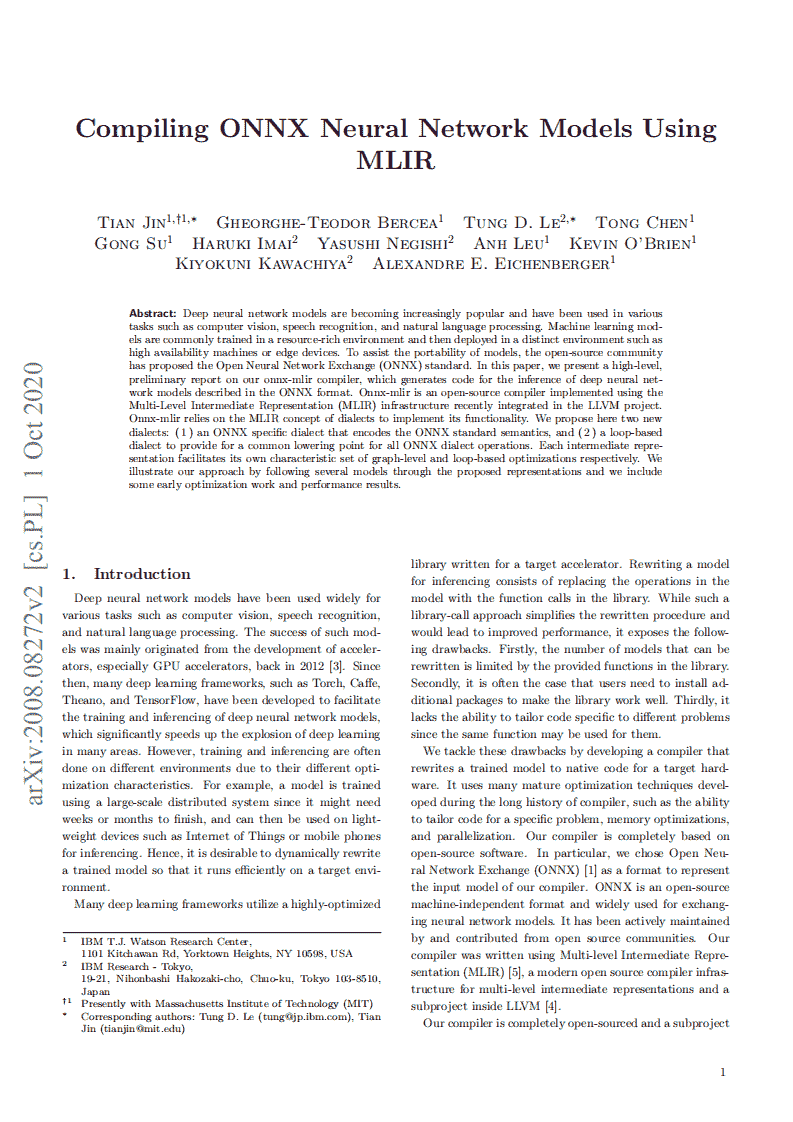 Compiling ONNX Neural Network Models Using
MLIR
Tian Jin1,†1,* Gheorghe-Teodor Bercea1 Tung D. Le2,* Tong Chen1
Gong Su1 Haruki Imai2 Yasushi Negishi2 Anh Leu1 Kevin O'Brien1
Kiyokuni Kawachiya2 Alexandre E. Eichenberger1
Abstract: Deep neural network models are becoming increasingly popular and have been used in various
tasks such as computer vision, speech recognition, and natural language processing. Machine learning mod-
els are commonly trained in a resource-rich environment and then deployed in a distinct environment such as
high availability machines or edge devices. To assist the portability of models, the open-source community
has proposed the Open Neural Network Exchange (ONNX) standard. In this paper, we present a high-level,
preliminary report on our onnx-mlir compiler, which generates code for the inference of deep neural net-
work models described in the ONNX format. Onnx-mlir is an open-source compiler implemented using the
Multi-Level Intermediate Representation (MLIR) infrastructure recently integrated in the LLVM project.
Onnx-mlir relies on the MLIR concept of dialects to implement its functionality. We propose here two new
dialects: (1) an ONNX specific dialect that encodes the ONNX standard semantics, and (2) a loop-based
dialect to provide for a common lowering point for all ONNX dialect operations. Each intermediate repre-
sentation facilitates its own characteristic set of graph-level and loop-based optimizations respectively. We
illustrate our approach by following several models through the proposed representations and we include
some early optimization work and performance results.
arXiv:2008.08272v2 [cs.PL] 1 Oct 2020
1. Introduction
Deep neural network models have been used widely for
various tasks such as computer vision, speech recognition,
and natural language processing. The success of such mod-
els was mainly originated from the development of acceler-
ators, especially GPU accelerators, back in 2012 [3]. Since
then, many deep learning frameworks, such as Torch, Caffe,
Theano, and TensorFlow, have been developed to facilitate
the training and inferencing of deep neural network models,
which significantly speeds up the explosion of deep learning
in many areas. However, training and inferencing are often
done on different environments due to their different opti-
mization characteristics. For example, a model is trained
using a large-scale distributed system since it might need
weeks or months to finish, and can then be used on light-
weight devices such as Internet of Things or mobile phones
for inferencing. Hence, it is desirable to dynamically rewrite
a trained model so that it runs efficiently on a target envi-
ronment.
Many deep learning frameworks utilize a highly-optimized
1 IBM T.J. Watson Research Center,
1101 Kitchawan Rd, Yorktown Heights, NY 10598, USA
2 IBM Research - Tokyo,
19-21, Nihonbashi Hakozaki-cho, Chuo-ku, Tokyo 103-8510,
Japan
†1 Presently with Massachusetts Institute of Technology (MIT)
* Corresponding authors: Tung D. Le (tung@jp.ibm.com), Tian
Jin (tianjin@mit.edu)
library written for a target accelerator. Rewriting a model
for inferencing consists of replacing the operations in the
model with the function calls in the library. While such a
library-call approach simplifies the rewritten procedure and
would lead to improved performance, it exposes the follow-
ing drawbacks. Firstly, the number of models that can be
rewritten is limited by the provided functions in the library.
Secondly, it is often the case that users need to install ad-
ditional packages to make the library work well. Thirdly, it
lacks the ability to tailor code specific to different problems
since the same function may be used for them.
We tackle these drawbacks by developing a compiler that
rewrites a trained model to native code for a target hard-
ware. It uses many mature optimization techniques devel-
oped during the long history of compiler, such as the ability
to tailor code for a specific problem, memory optimizations,
and parallelization. Our compiler is completely based on
open-source software. In particular, we chose Open Neu-
ral Network Exchange (ONNX) [1] as a format to represent
the input model of our compiler. ONNX is an open-source
machine-independent format and widely used for exchang-
ing neural network models. It has been actively maintained
by and contributed from open source communities. Our
compiler was written using Multi-level Intermediate Repre-
sentation (MLIR) [5], a modern open source compiler infras-
tructure for multi-level intermediate representations and a
subproject inside LLVM [4].
Our compiler is completely open-sourced and a subproject
1